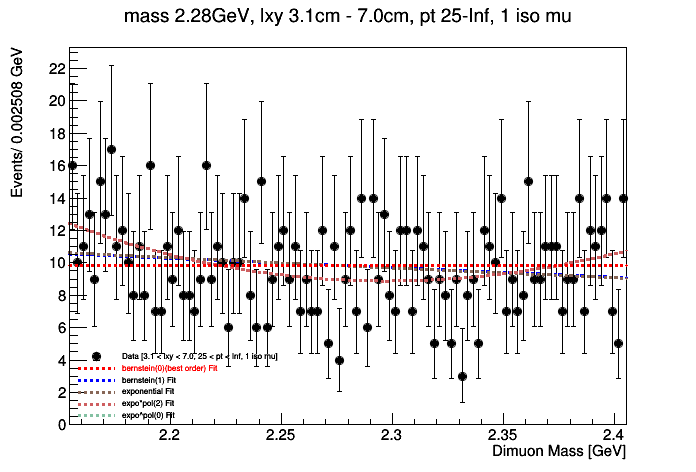 mass 2.28GeV, lxy 3.1cm - 7.0cm, pt 25-Inf, 1 iso mu
Events/ 0.002508 GeV
22
20
18
16
14
12
10
8
6
4
2
0
Data [3.1 < lxy < 7.0, 25 < pt < Inf, 1 iso mu]
bernstein(0)(best order) Fit
bernstein(1) Fit
exponential Fit
expo*pol(2) Fit
expo*pol(0) Fit
2.2
2.25
2.3
2.35
2.4
Dimuon Mass [GeV]